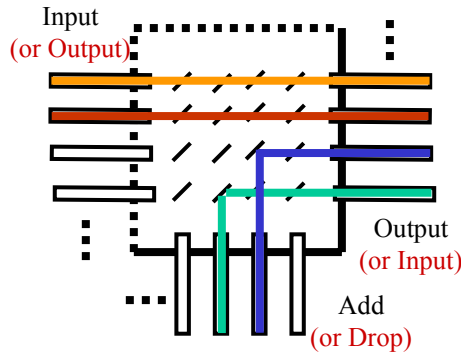 Input
(or Output)
Output
(or Input)
Add
(or Drop)